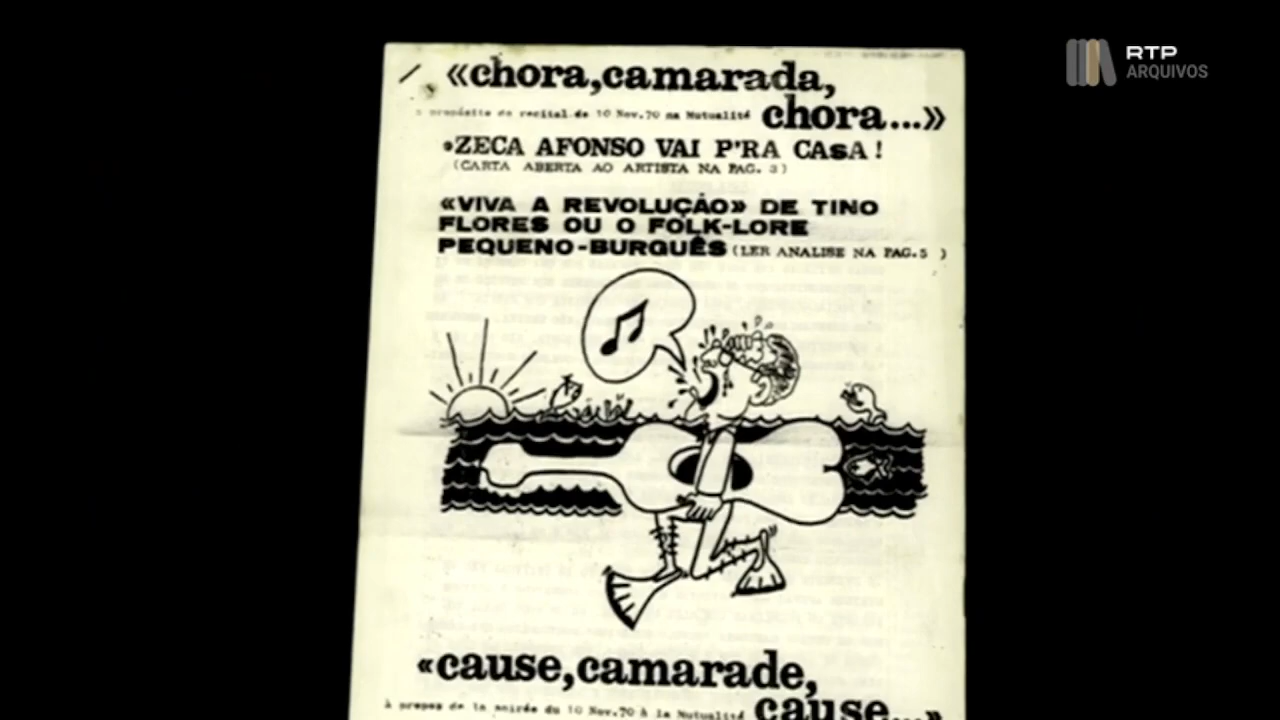 RTP
ARQUIVOS
«chora, camarada,
chora...»
à propósito do recital de 10 Nov.70 na Mutualité
•ZECA AFONSO VAI P'RA CASA!
(CARTA ABERTA AO ARTISTA NA PAG. 3)
«VIVA A REVOLUÇÃO» DE TINO
FLORES OU O FOLK-LORE
PEQUENO-BURGUÊS (LER ANALISE NA PAG.5 )
«cause, camarade,
à propos de la soirée du 10 Nov.70 à la Mutualité
cause...»